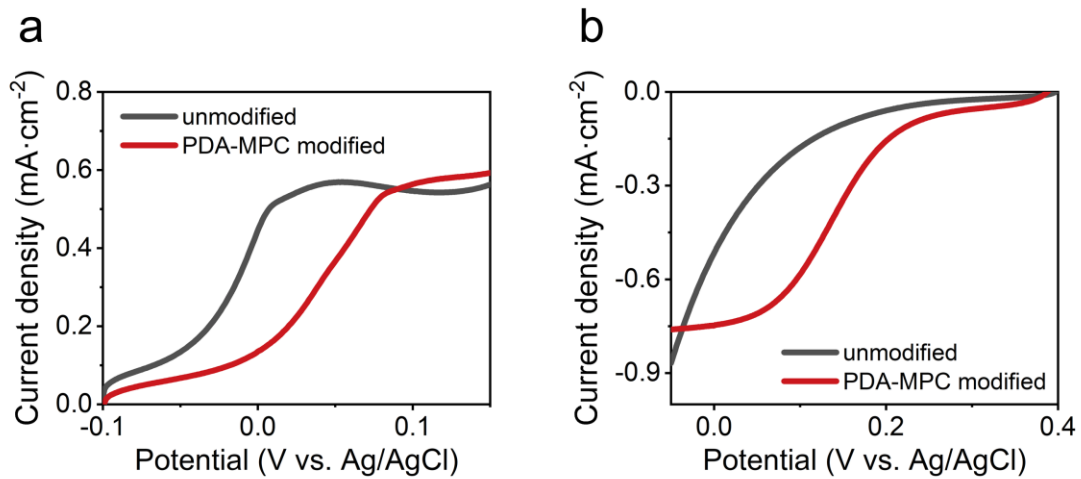 a
Current density (mA·cm⁻²)
0.8
0.6
0.4
0.2
0.0
unmodified
PDA-MPC modified
-0.1
0.0
0.1
Potential (V vs. Ag/AgCl)
b
Current density (mA·cm⁻²)
0.0
-0.3
-0.6
-0.9
unmodified
PDA-MPC modified
0.0
0.2
0.4
Potential (V vs. Ag/AgCl)